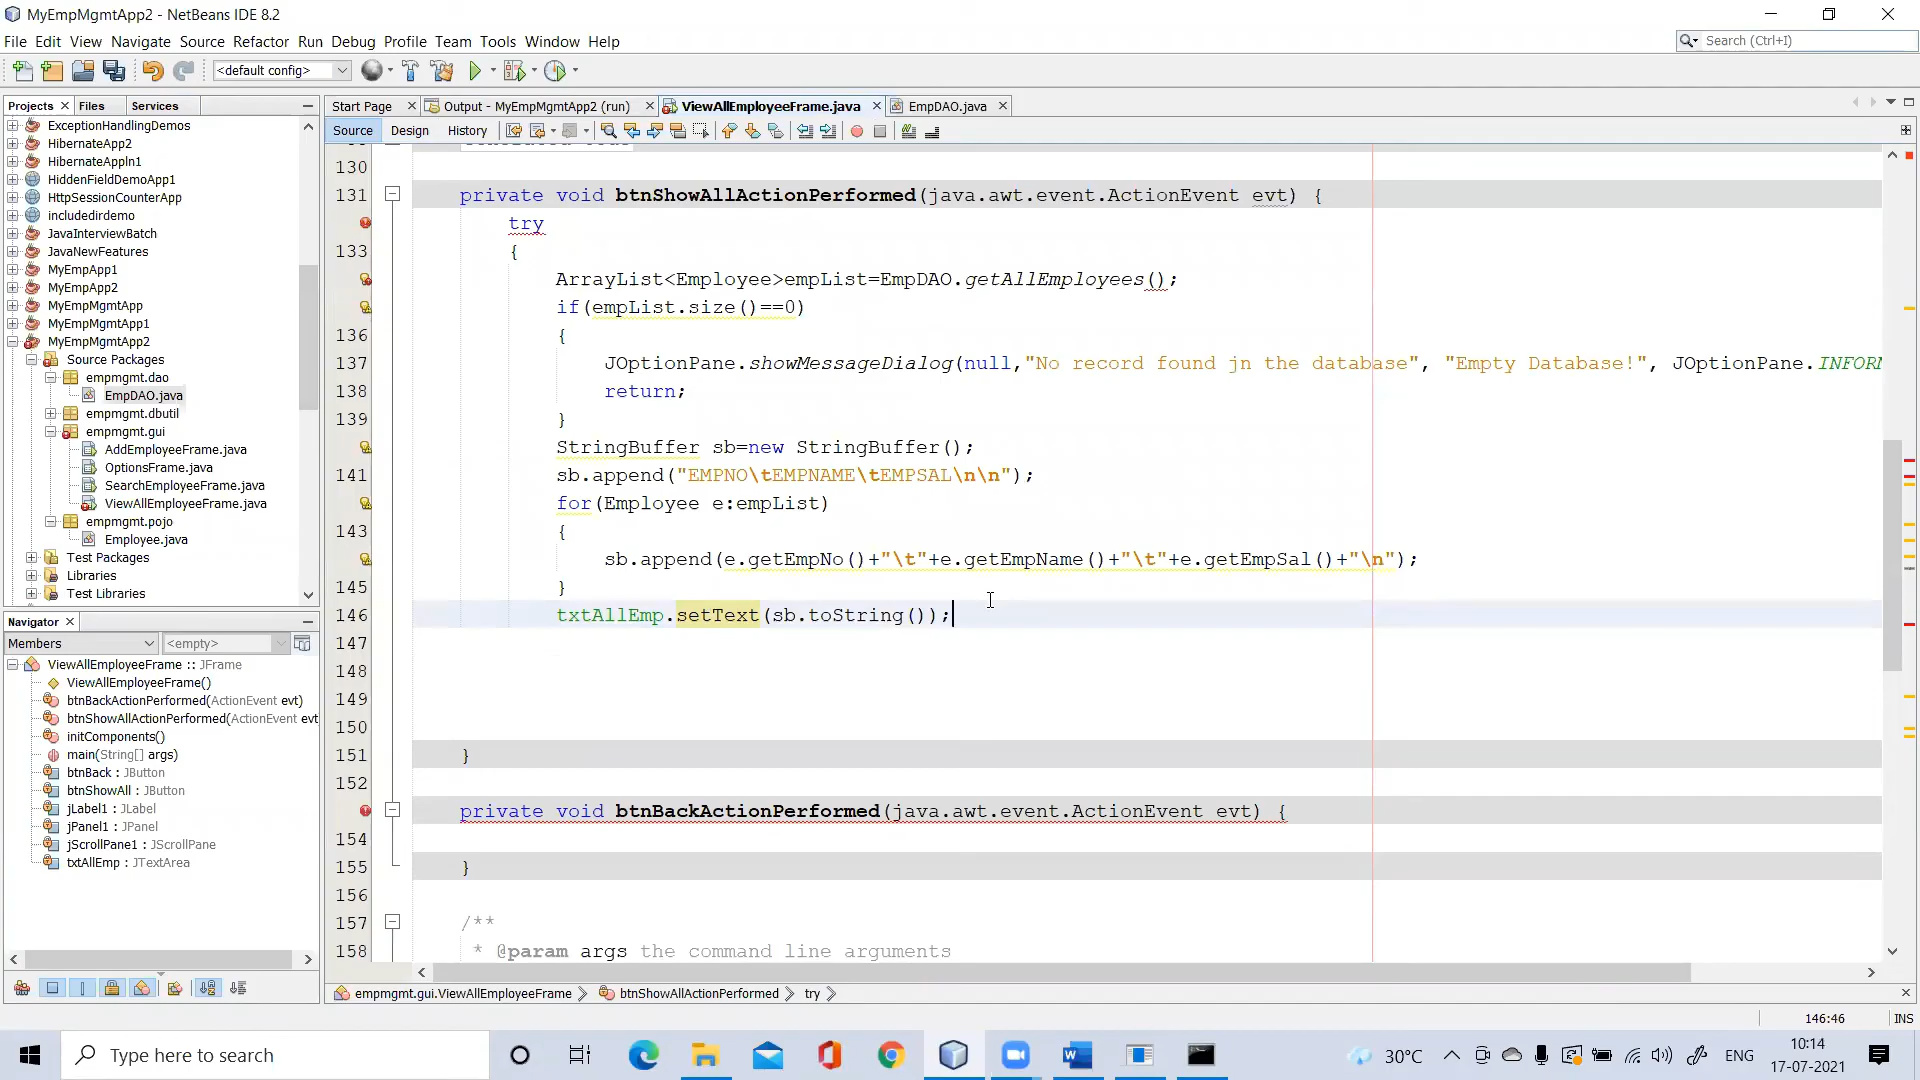 MyEmpMgmtApp2 - NetBeans IDE 8.2
File Edit View Navigate Source Refactor Run Debug Profile Team Tools Window Help
Search (Ctrl+I)
<default config>
Projects Files Services
Start Page Output - MyEmpMgmtApp2 (run) ViewAllEmployeeFrame.java EmpDAO.java
Source Design History
ExceptionHandlingDemos
HibernateApp2
HibernateAppIn1
HiddenFieldDemoApp1
HttpSessionCounterApp
includedirdemo
JavaInterviewBatch
JavaNewFeatures
MyEmpApp1
MyEmpApp2
MyEmpMgmtApp
MyEmpMgmtApp1
MyEmpMgmtApp2
Source Packages
empmgmt.dao
EmpDAO.java
empmgmt.dbutil
empmgmt.gui
AddEmployeeFrame.java
OptionsFrame.java
SearchEmployeeFrame.java
ViewAllEmployeeFrame.java
empmgmt.pojo
Employee.java
Test Packages
Libraries
Test Libraries
Navigator
Members <empty>
ViewAllEmployeeFrame :: JFrame
ViewAllEmployeeFrame()
btnBackActionPerformed(ActionEvent evt)
btnShowAllActionPerformed(ActionEvent evt
initComponents()
main(String[] args)
btnBack : JButton
btnShowAll : JButton
jLabel1 : JLabel
jPanel1 : JPanel
jScrollPane1 : JScrollPane
txtAllEmp : JTextArea
130
131 private void btnShowAllActionPerformed(java.awt.event.ActionEvent evt) {
try
133 {
ArrayList<Employee>empList=EmpDAO.getAllEmployees();
if(empList.size()==0)
136 {
137 JOptionPane.showMessageDialog(null,"No record found jn the database", "Empty Database!", JOptionPane.INFORM
138 return;
139 }
StringBuffer sb=new StringBuffer();
141 sb.append("EMPNO\tEMPNAME\tEMPSAL\n\n");
for(Employee e:empList)
143 {
sb.append(e.getEmpNo()+"\t"+e.getEmpName()+"\t"+e.getEmpSal()+"\n");
145 }
146 txtAllEmp.setText(sb.toString());
147
148
149
150
151 }
152
private void btnBackActionPerformed(java.awt.event.ActionEvent evt) {
154
155 }
156
157 /**
158 * @param args the command line arguments
empmgmt.gui.ViewAllEmployeeFrame btnShowAllActionPerformed try
146:46 INS
Type here to search
30°C ENG 10:14
17-07-2021